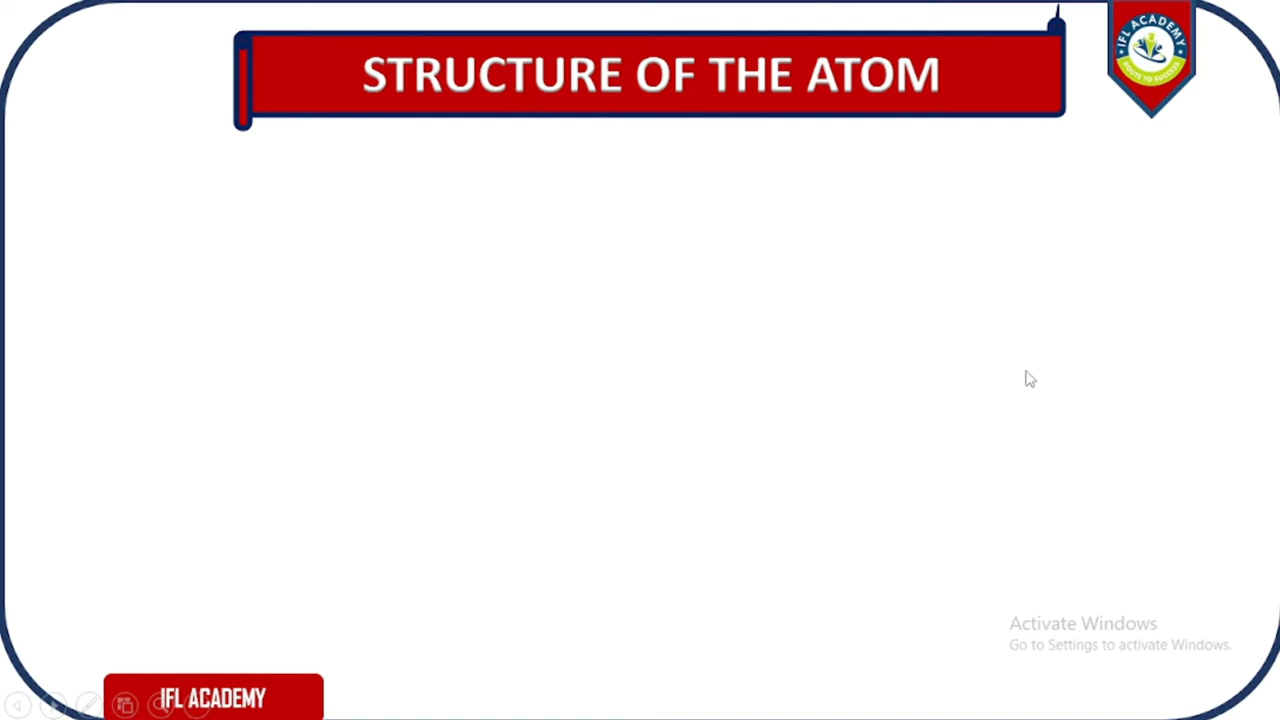 STRUCTURE OF THE ATOM
IFL ACADEMY
ROUTE TO SUCCESS
Activate Windows
Go to Settings to activate Windows.
IFL ACADEMY